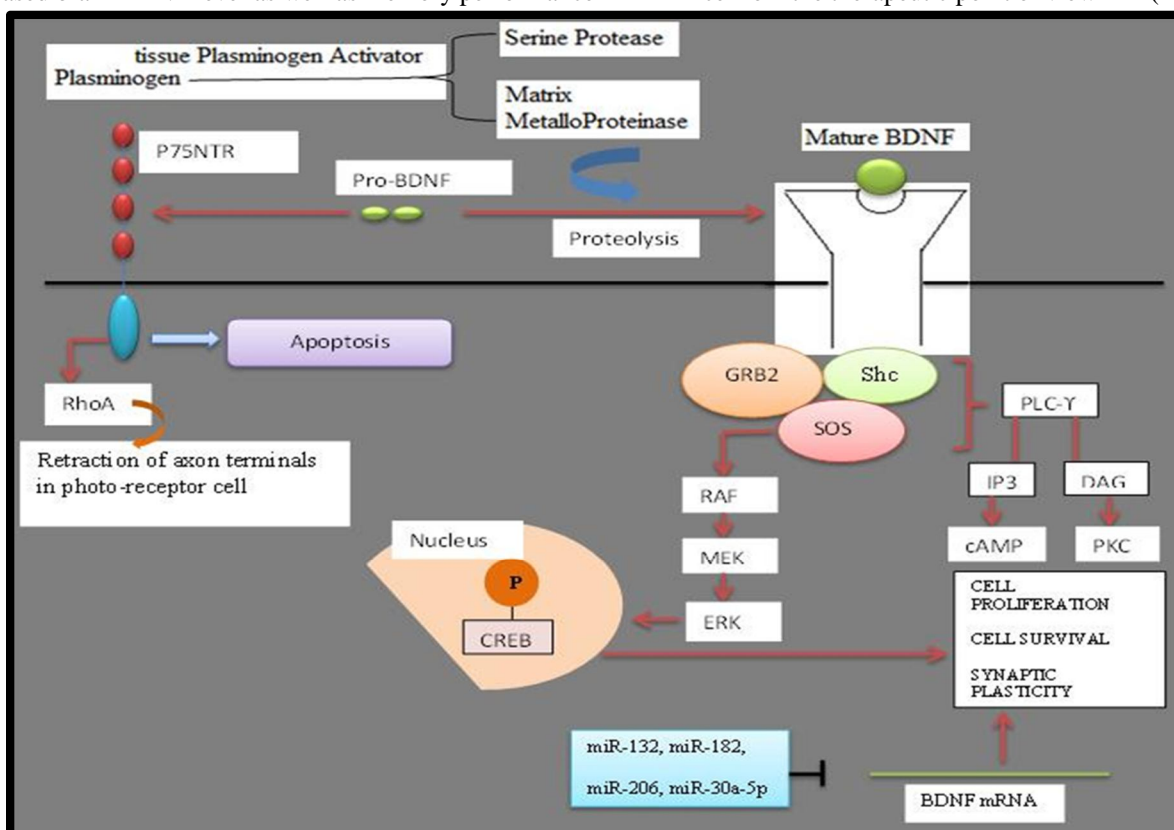 Serine Protease
tissue Plasminogen Activator
Plasminogen
Matrix
MetalloProteinase
Mature BDNF
P75NTR
Pro-BDNF
Proteolysis
Apoptosis
GRB2
Shc
SOS
PLC-Y
RhoA
Retraction of axon terminals
in photo-receptor cell
IP3
DAG
RAF
Nucleus
cAMP
PKC
MEK
P
CREB
ERK
CELL
PROLIFERATION
CELL SURVIVAL
SYNAPTIC
PLASTICITY
miR-132, miR-182,
miR-206, miR-30a-5p
BDNF mRNA